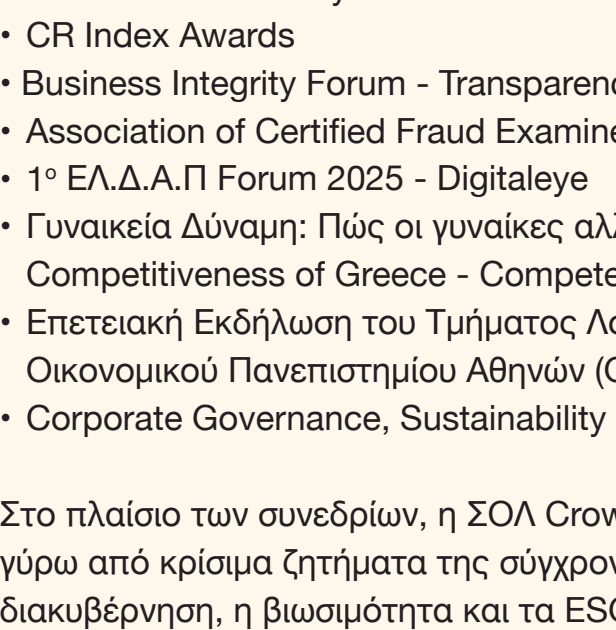 • CR Index Awards
• Business Integrity Forum - Transparenc
• Association of Certified Fraud Examine
• 1ο ΕΛ.Δ.Α.Π Forum 2025 - Digitaleye
• Γυναικεία Δύναμη: Πώς οι γυναίκες αλ
Competitiveness of Greece - Compete
• Επετειακή Εκδήλωση του Τμήματος Λο
Οικονομικού Πανεπιστημίου Αθηνών (
• Corporate Governance, Sustainability
Στο πλαίσιο των συνεδρίων, η ΣΟΛ Crow
γύρω από κρίσιμα ζητήματα της σύγχρον
διακυβέρνηση, η βιωσιμότητα και τα ESG